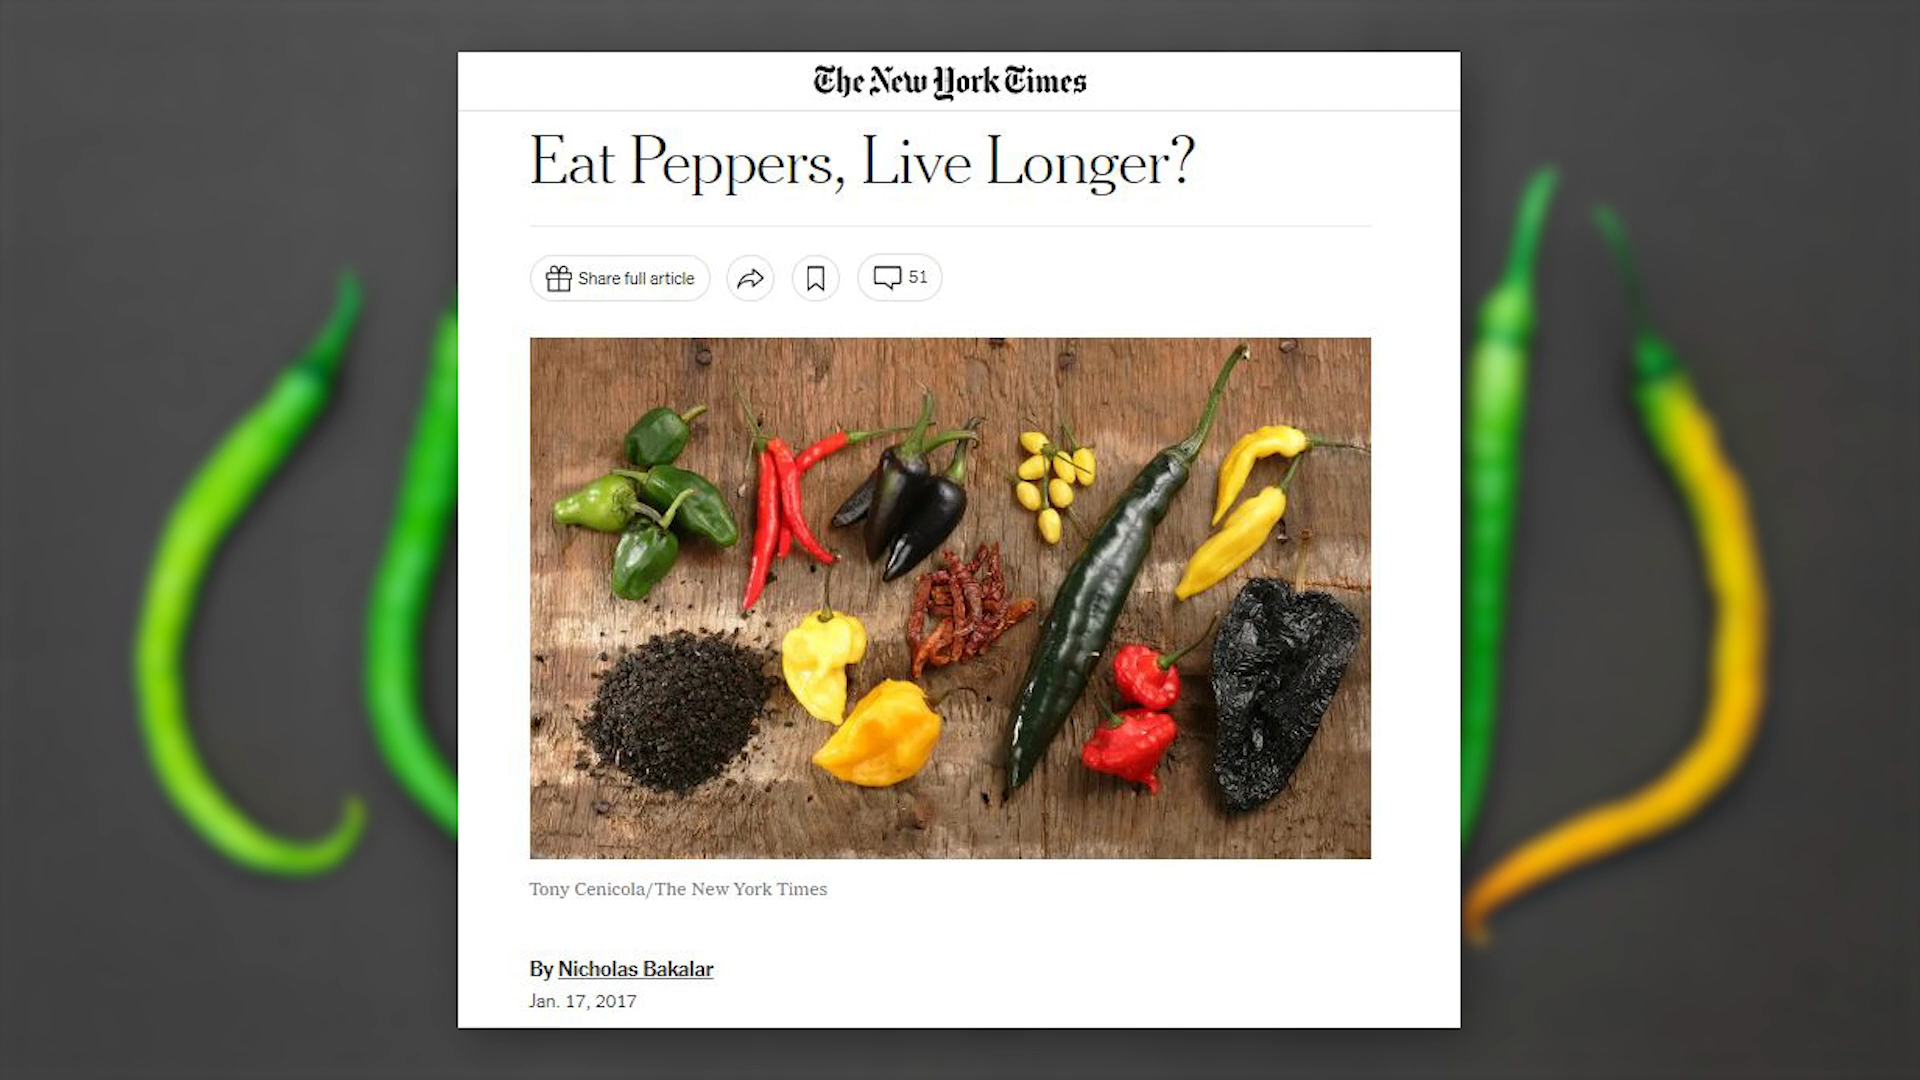 The New York Times
Eat Peppers, Live Longer?
Share full article
51
Tony Cenicola/The New York Times
By Nicholas Bakalar
Jan. 17, 2017